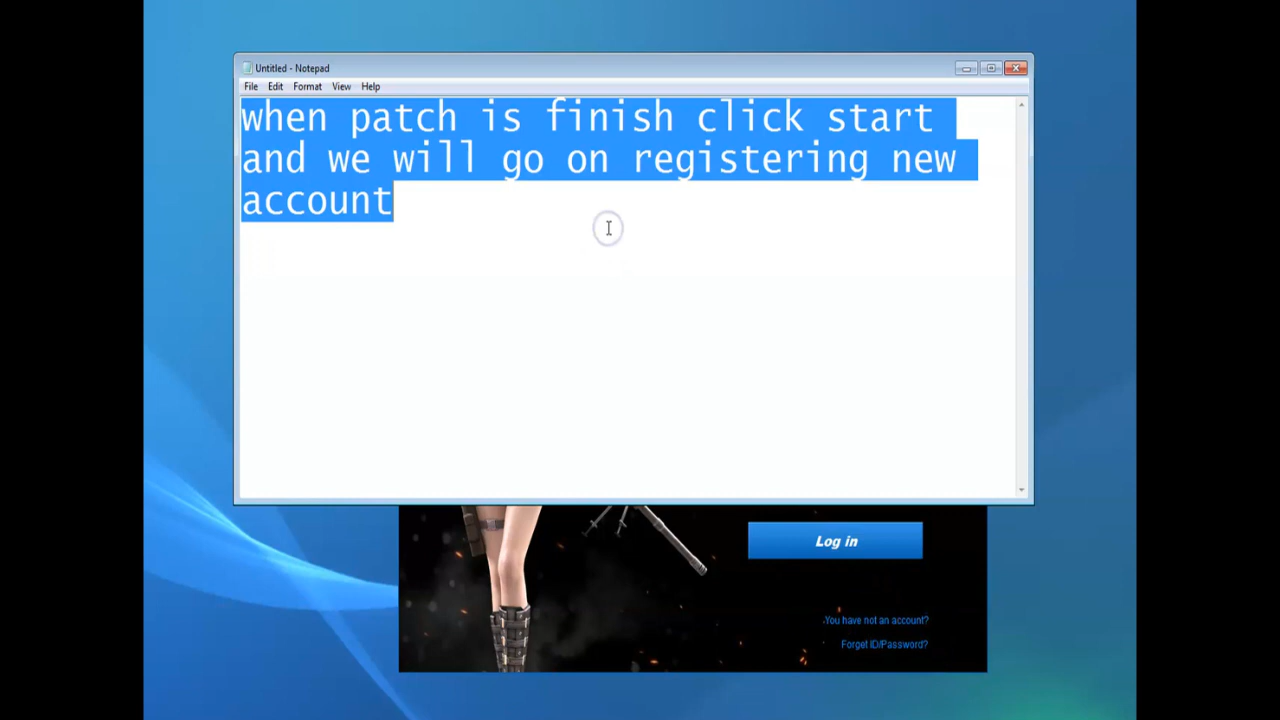 Untitled - Notepad
File Edit Format View Help
when patch is finish click start
and we will go on registering new
account
Log in
You have not an account?
Forget ID/Password?